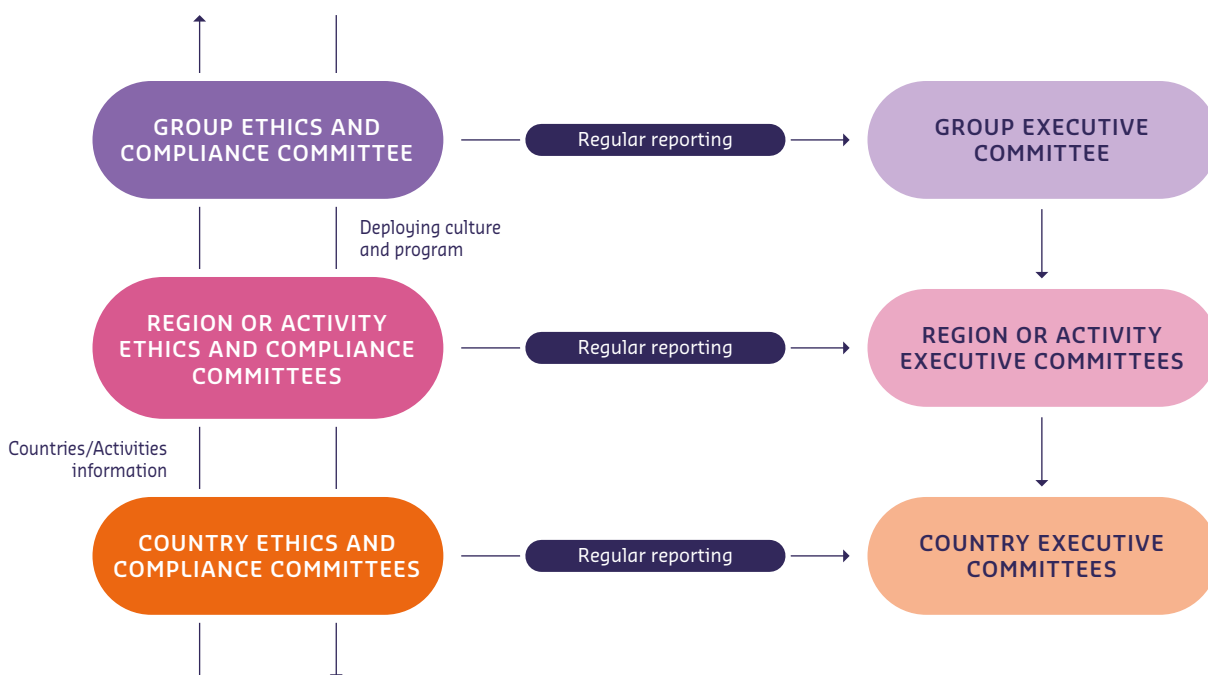 GROUP ETHICS AND
COMPLIANCE COMMITTEE
Regular reporting
GROUP EXECUTIVE
COMMITTEE
Deploying culture
and program
REGION OR ACTIVITY
ETHICS AND COMPLIANCE
COMMITTEES
Regular reporting
REGION OR ACTIVITY
EXECUTIVE COMMITTEES
Countries/Activities
information
COUNTRY ETHICS AND
COMPLIANCE COMMITTEES
Regular reporting
COUNTRY EXECUTIVE
COMMITTEES